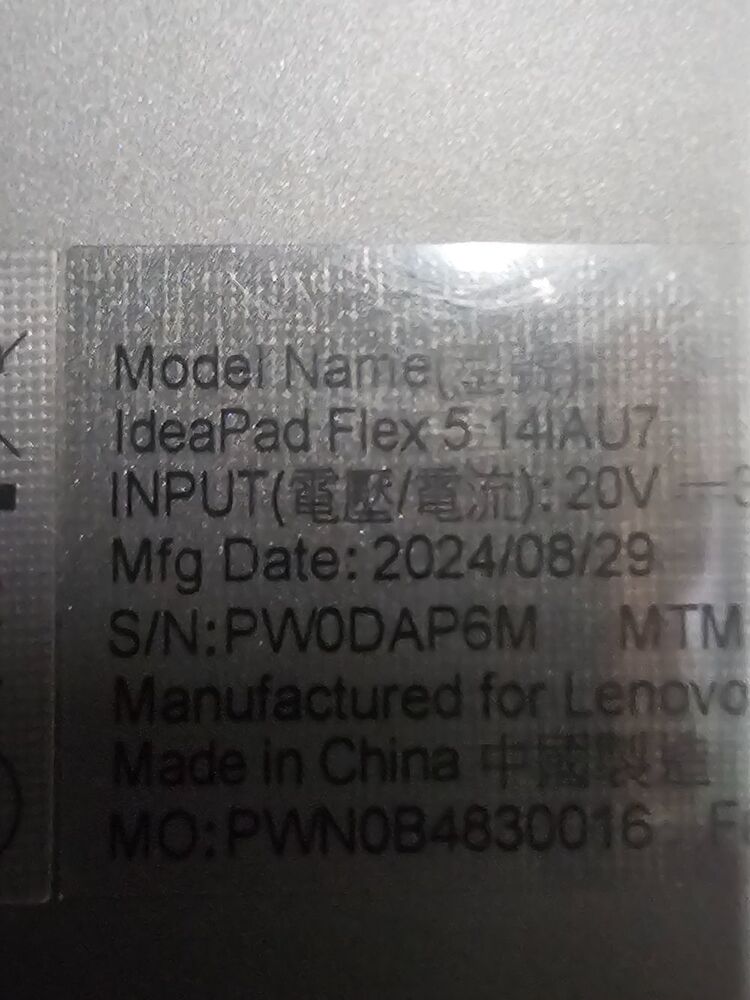 Model Name(型號):
IdeaPad Flex 5 14IAU7
INPUT(電壓/電流): 20V
Mfg Date: 2024/08/29
S/N:PW0DAP6M MTM
Manufactured for Lenovo
Made in China 中國製造
MO:PWN0B4830016 F